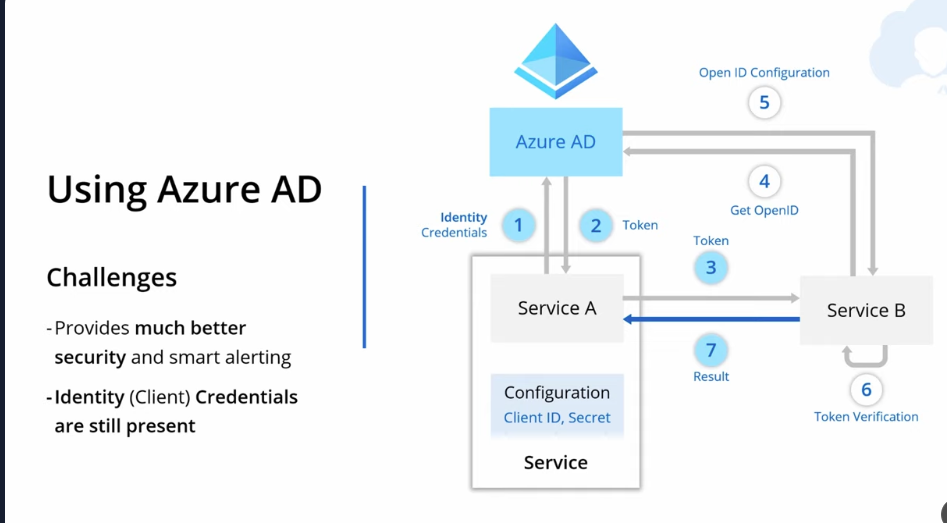 Using Azure AD
Challenges
- Provides much better
security and smart alerting
- Identity (Client) Credentials
are still present
Open ID Configuration
5
Azure AD
4
Get OpenID
Identity
Credentials
1
2
Token
Token
3
Service A
Service B
7
Result
6
Token Verification
Configuration
Client ID, Secret
Service